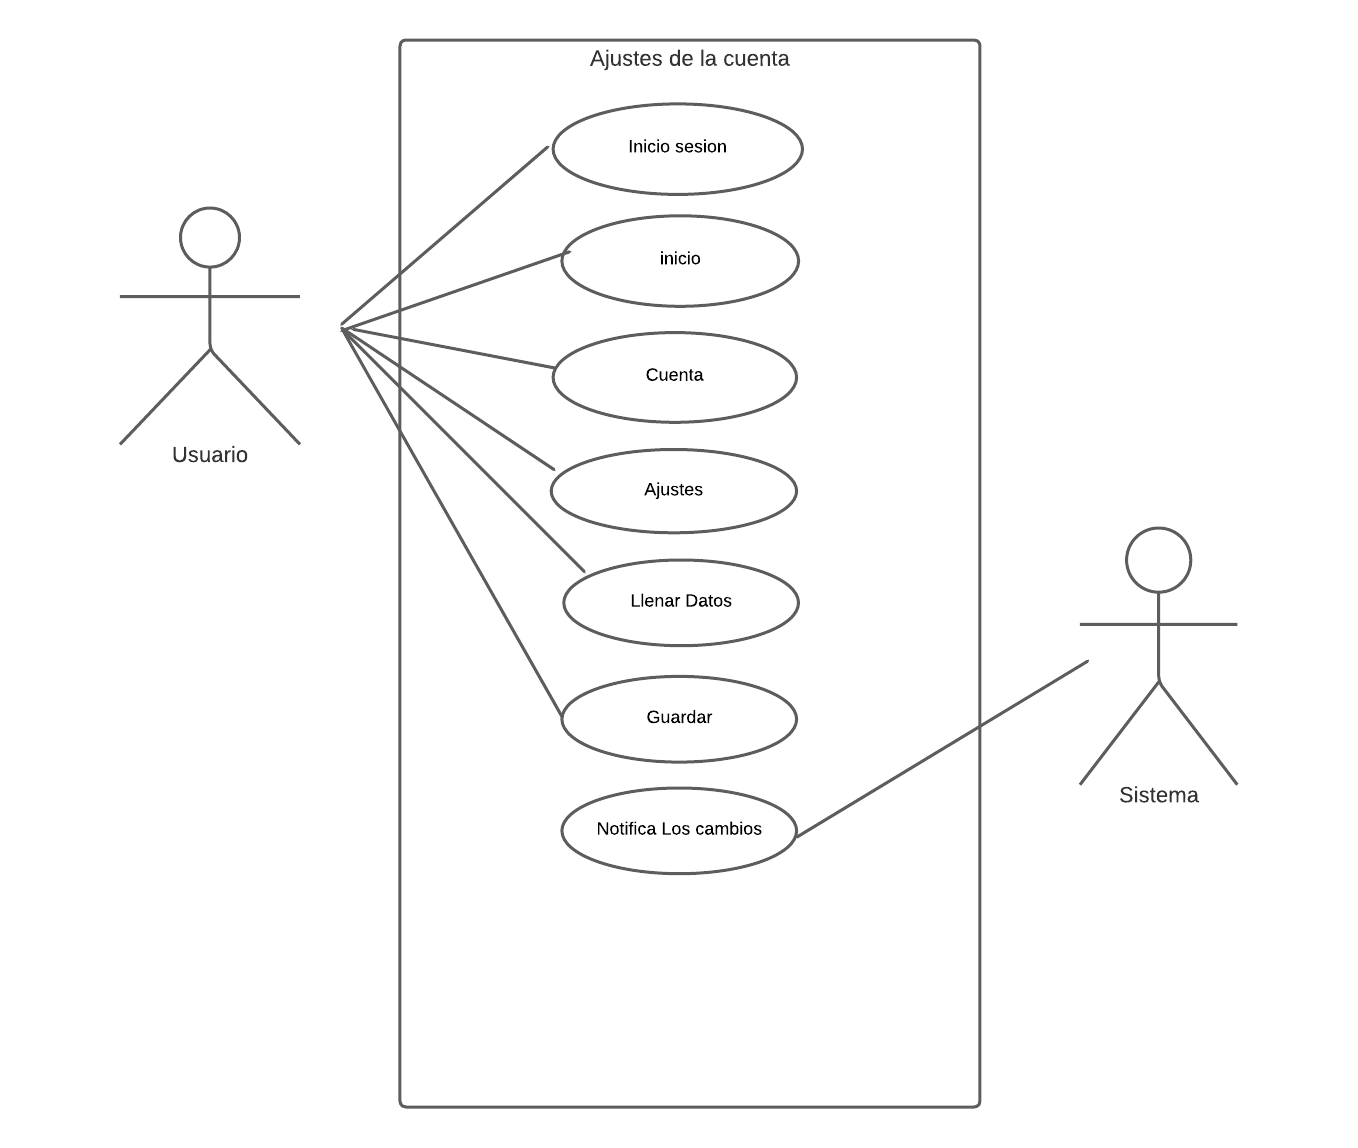 Ajustes de la cuenta
Inicio sesion
inicio
Cuenta
Usuario
Ajustes
Llenar Datos
Guardar
Sistema
Notifica Los cambios